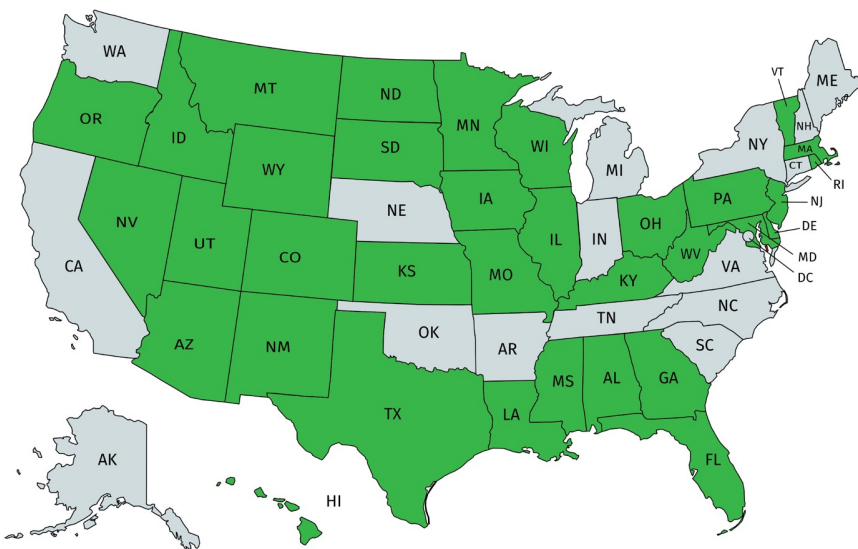 WA
MT
ND
MN
VT
ME
OR
ID
SD
WI
NH
NY
MA
WY
MI
CT
RI
IA
PA
NJ
NE
NV
UT
CO
IL
IN
OH
DE
CA
KS
MO
WV
VA
MD
KY
DC
OK
TN
NC
AZ
NM
AR
SC
TX
LA
MS
AL
GA
AK
FL
HI